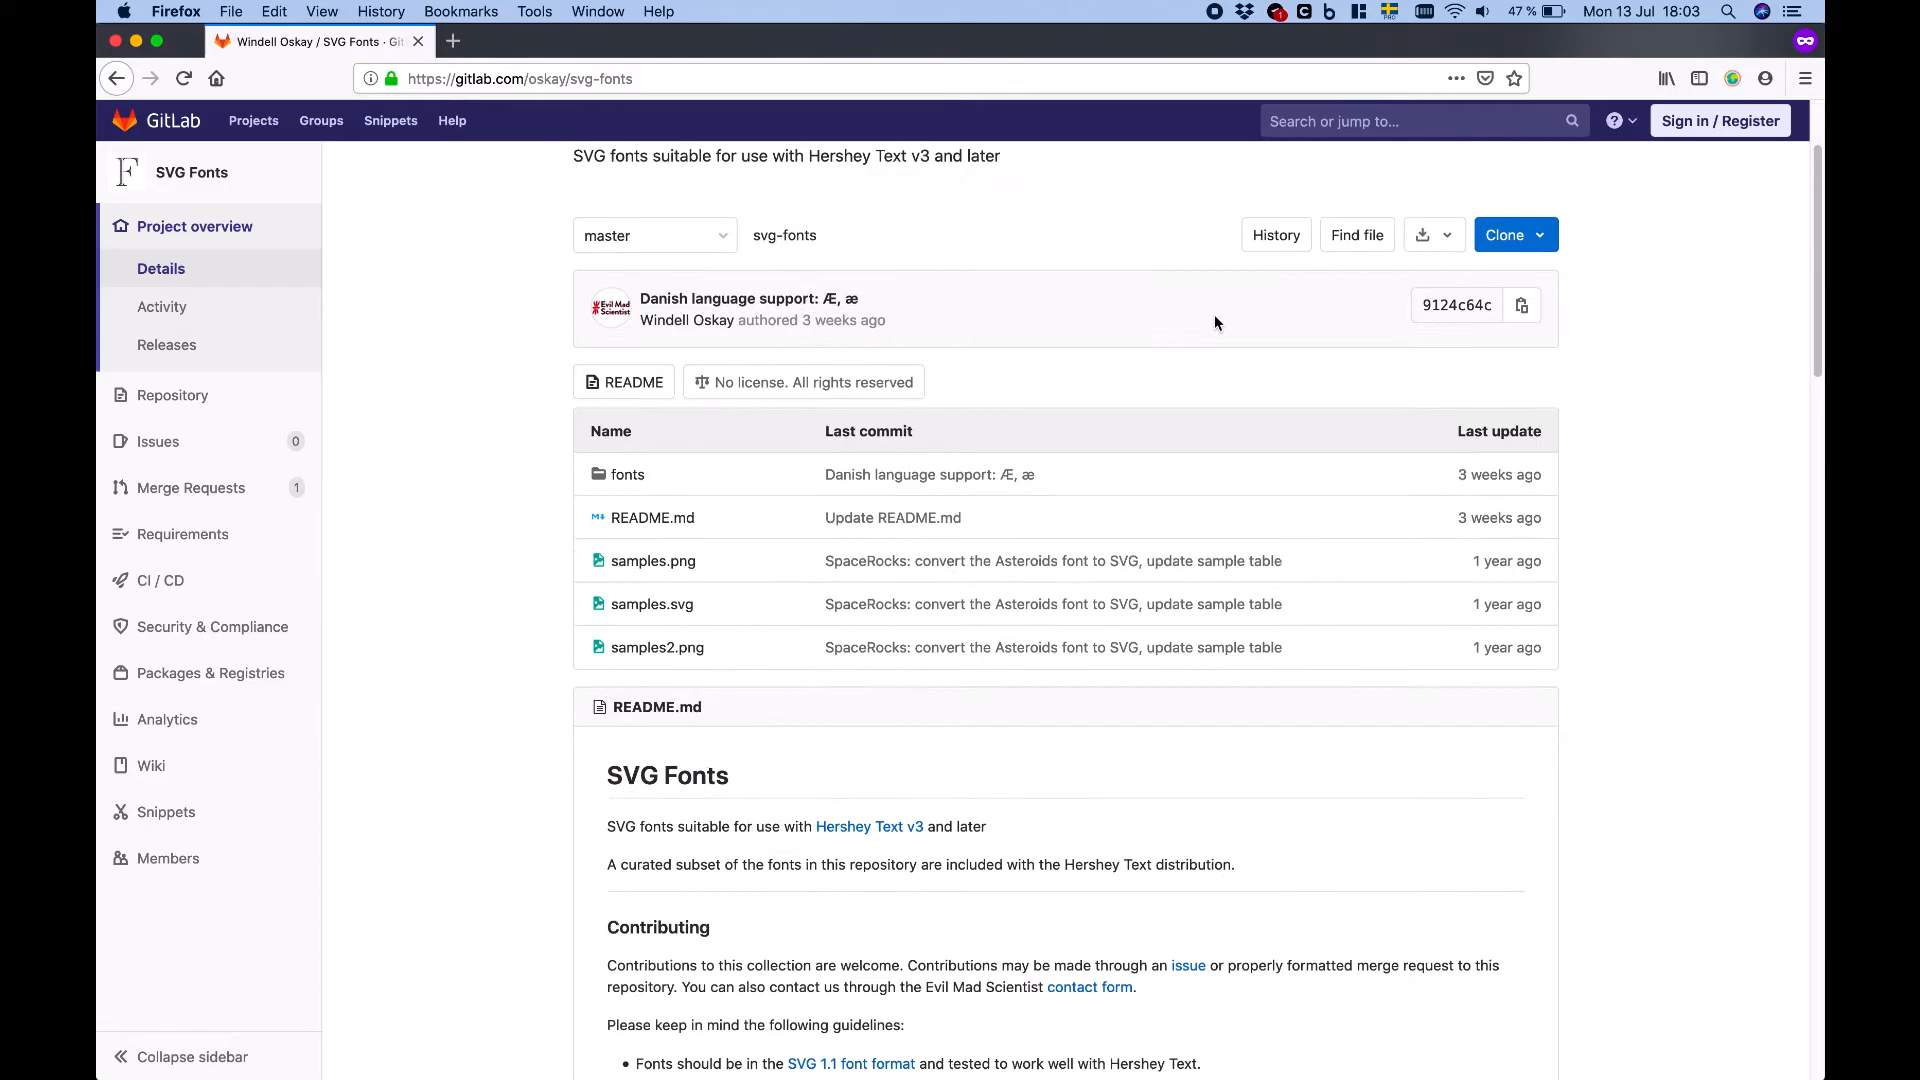 Firefox File Edit View History Bookmarks Tools Window Help 47 % Mon 13 Jul 18:03
Windell Oskay / SVG Fonts · Git
https://gitlab.com/oskay/svg-fonts
GitLab Projects Groups Snippets Help Search or jump to... Sign in / Register
SVG Fonts
Project overview
Details
Activity
Releases
Repository
Issues 0
Merge Requests 1
Requirements
CI / CD
Security & Compliance
Packages & Registries
Analytics
Wiki
Snippets
Members
Collapse sidebar
SVG fonts suitable for use with Hershey Text v3 and later
master svg-fonts History Find file Clone
Evil Mad
Scientist
Danish language support: Æ, æ
Windell Oskay authored 3 weeks ago
9124c64c
README No license. All rights reserved
Name Last commit Last update
fonts Danish language support: Æ, æ 3 weeks ago
README.md Update README.md 3 weeks ago
samples.png SpaceRocks: convert the Asteroids font to SVG, update sample table 1 year ago
samples.svg SpaceRocks: convert the Asteroids font to SVG, update sample table 1 year ago
samples2.png SpaceRocks: convert the Asteroids font to SVG, update sample table 1 year ago
README.md
SVG Fonts
SVG fonts suitable for use with Hershey Text v3 and later
A curated subset of the fonts in this repository are included with the Hershey Text distribution.
Contributing
Contributions to this collection are welcome. Contributions may be made through an issue or properly formatted merge request to this
repository. You can also contact us through the Evil Mad Scientist contact form.
Please keep in mind the following guidelines:
• Fonts should be in the SVG 1.1 font format and tested to work well with Hershey Text.